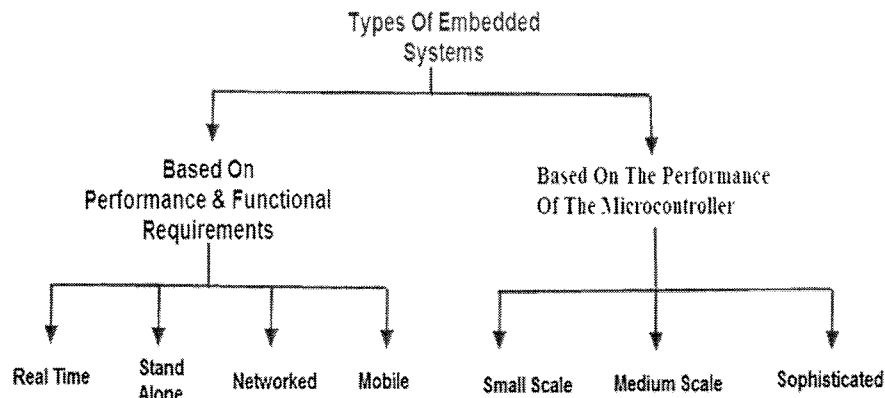 Types Of Embedded
Systems
Based On
Performance & Functional
Requirements
Based On The Performance
Of The Microcontroller
Real Time
Stand
Alone
Networked
Mobile
Small Scale
Medium Scale
Sophisticated